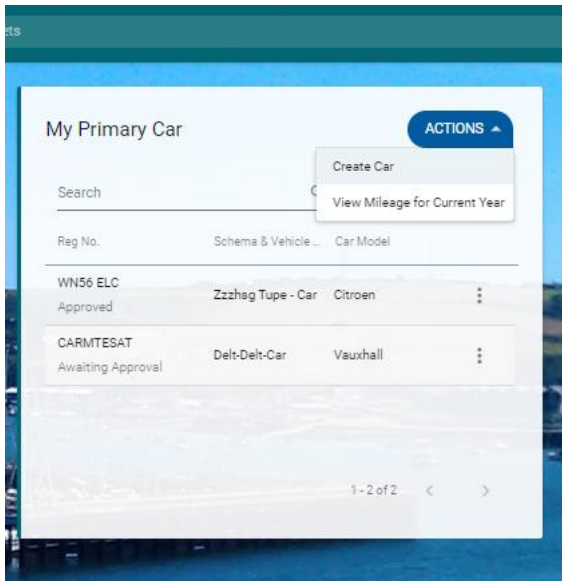 ets
My Primary Car
ACTIONS
Create Car
Search
View Mileage for Current Year
Reg No. Schema & Vehicle ... Car Model
WN56 ELC
Approved
Zzzhsg Tupe - Car Citroen
CARMTESAT
Awaiting Approval
Delt-Delt-Car Vauxhall
1 - 2 of 2